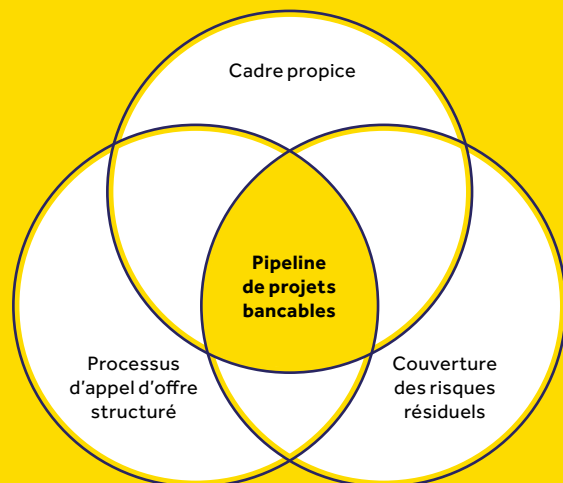 Cadre propice
Pipeline
de projets
bancables
Processus
d'appel d'offre
structuré
Couverture
des risques
résiduels